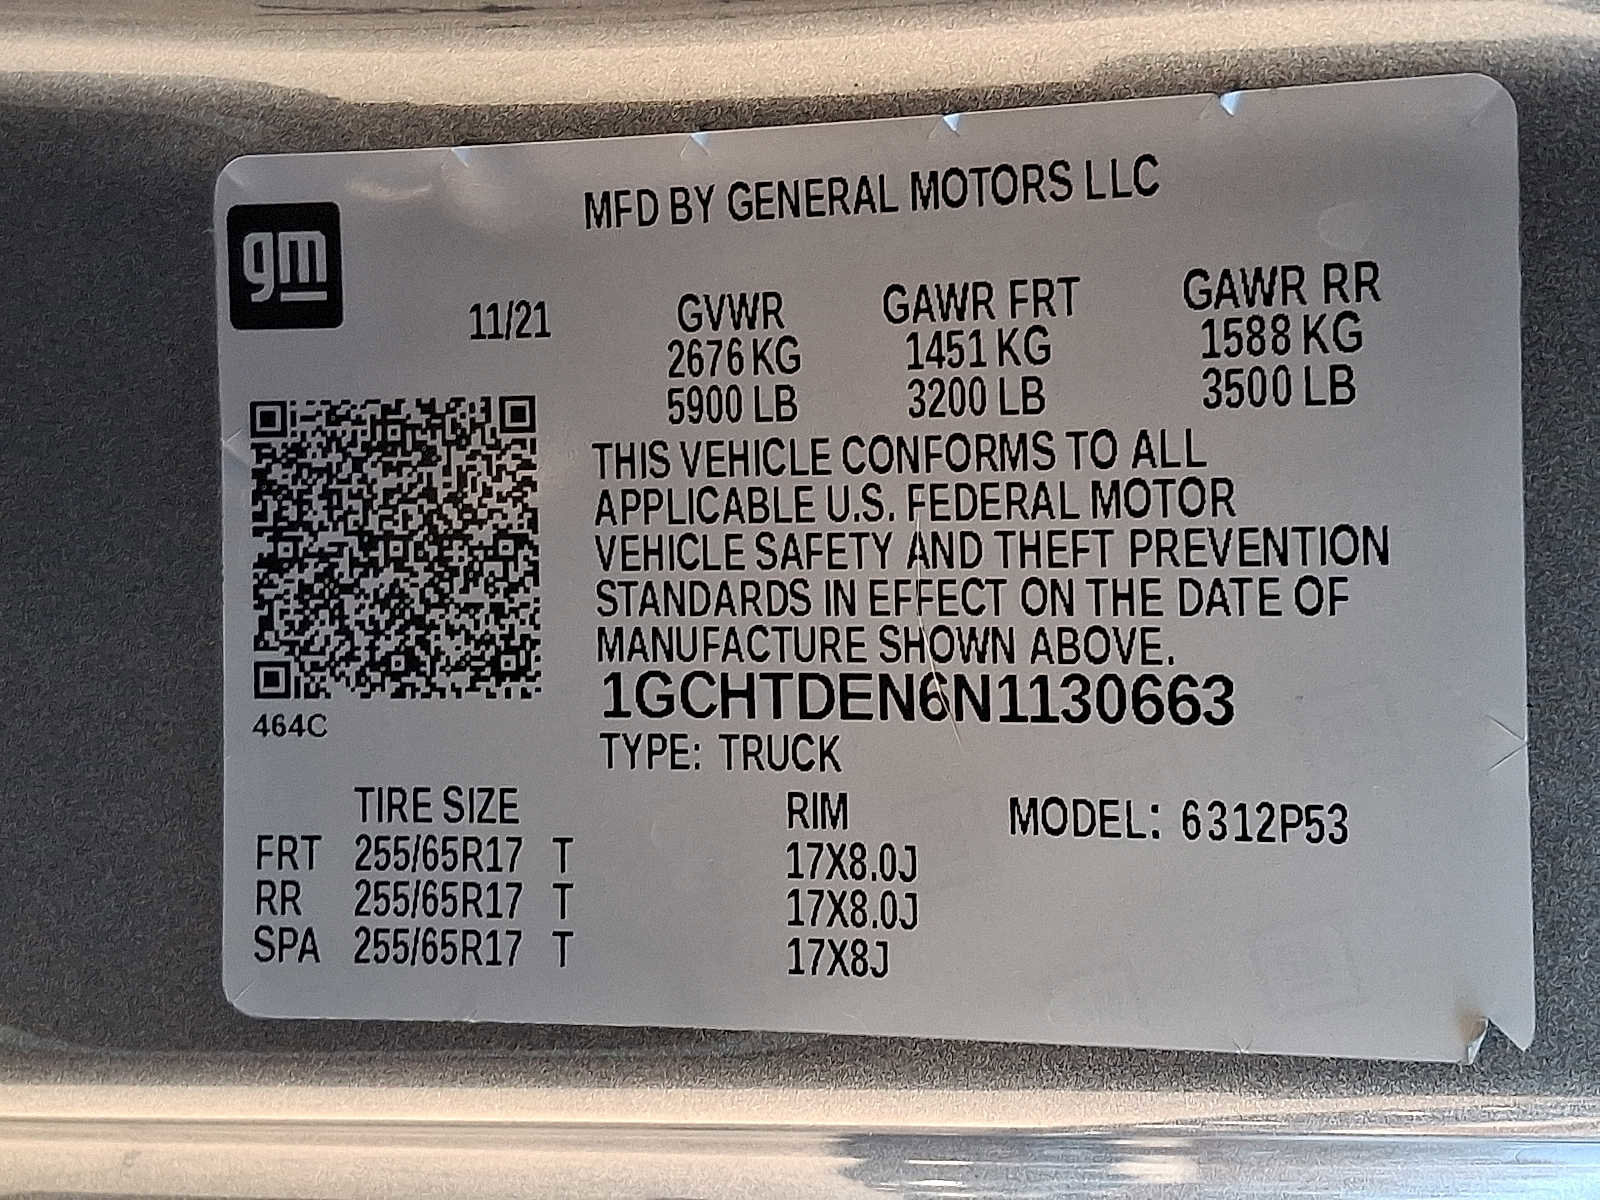 MFD BY GENERAL MOTORS LLC
gm
11/21 GVWR GAWR FRT GAWR RR
2676 KG 1451 KG 1588 KG
5900 LB 3200 LB 3500 LB
THIS VEHICLE CONFORMS TO ALL
APPLICABLE U.S. FEDERAL MOTOR
VEHICLE SAFETY AND THEFT PREVENTION
STANDARDS IN EFFECT ON THE DATE OF
MANUFACTURE SHOWN ABOVE.
1GCHTDEN6N1130663
464C
TYPE: TRUCK
TIRE SIZE RIM MODEL: 6312P53
FRT 255/65R17 T 17X8.0J
RR 255/65R17 T 17X8.0J
SPA 255/65R17 T 17X8J